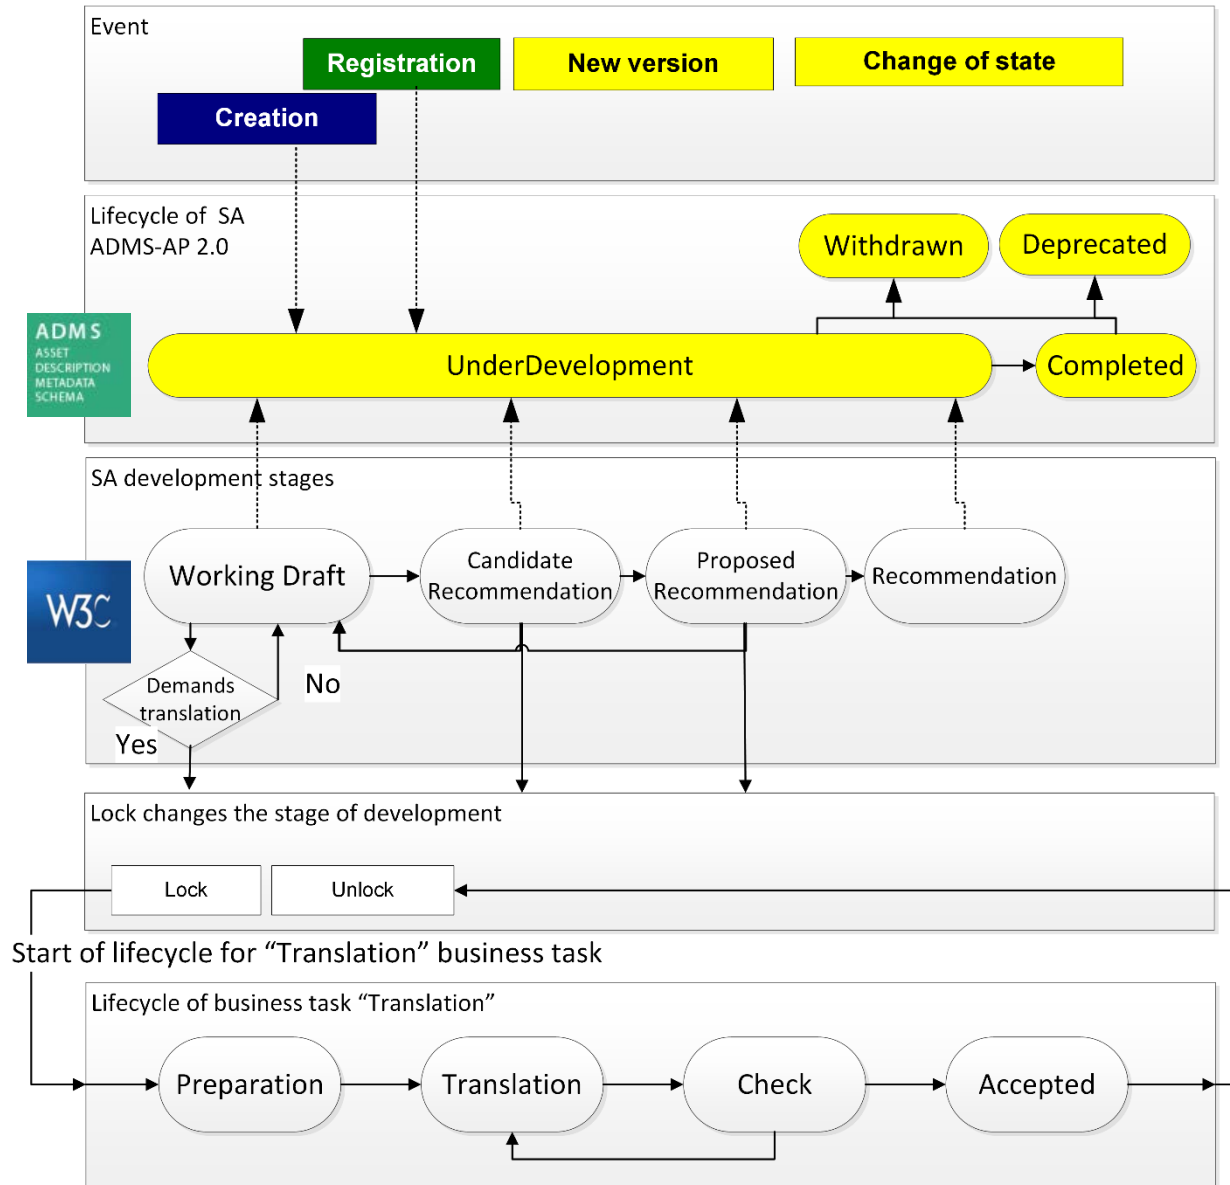 Event
Registration
New version
Change of state
Creation
Lifecycle of SA
ADMS-AP 2.0
Withdrawn
Deprecated
ADMS
ASSET
DESCRIPTION
METADATA
SCHEMA
UnderDevelopment
Completed
SA development stages
Working Draft
Candidate
Recommendation
Proposed
Recommendation
Recommendation
W3C
Demands
translation
No
Yes
Lock changes the stage of development
Lock
Unlock
Start of lifecycle for “Translation” business task
Lifecycle of business task “Translation”
Preparation
Translation
Check
Accepted